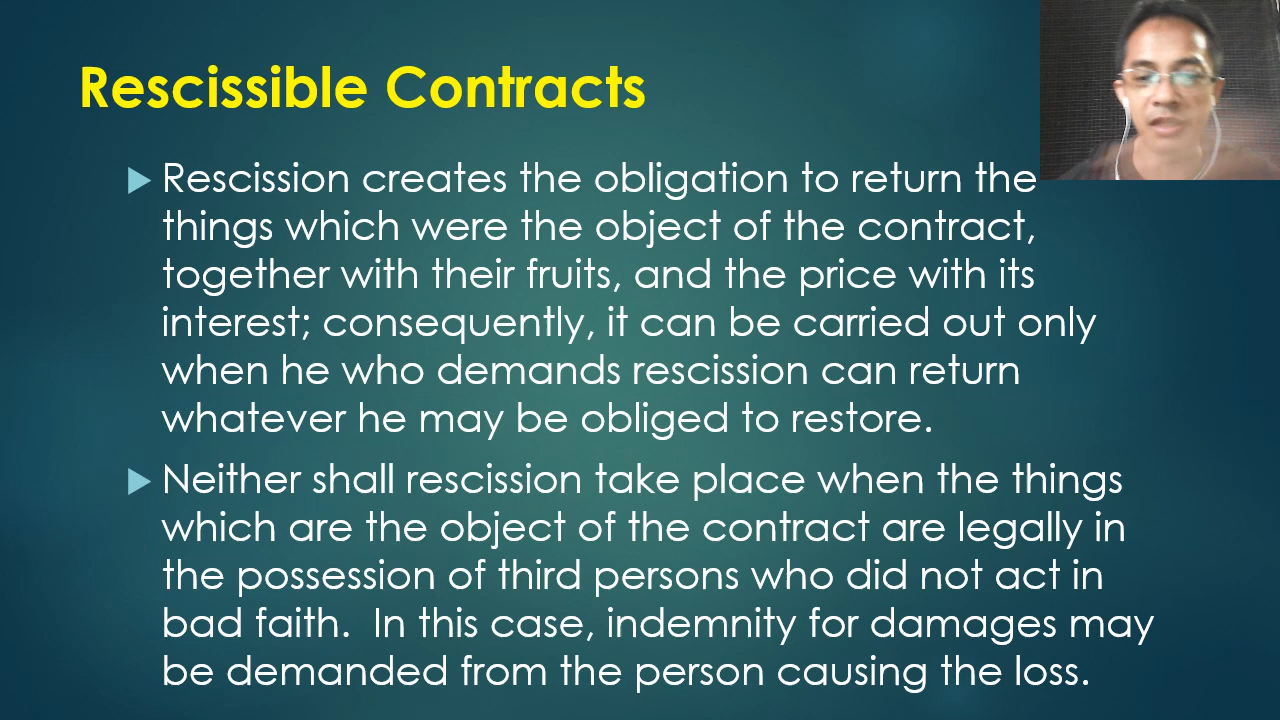 Rescissible Contracts
Rescission creates the obligation to return the
things which were the object of the contract,
together with their fruits, and the price with its
interest; consequently, it can be carried out only
when he who demands rescission can return
whatever he may be obliged to restore.
Neither shall rescission take place when the things
which are the object of the contract are legally in
the possession of third persons who did not act in
bad faith.  In this case, indemnity for damages may
be demanded from the person causing the loss.